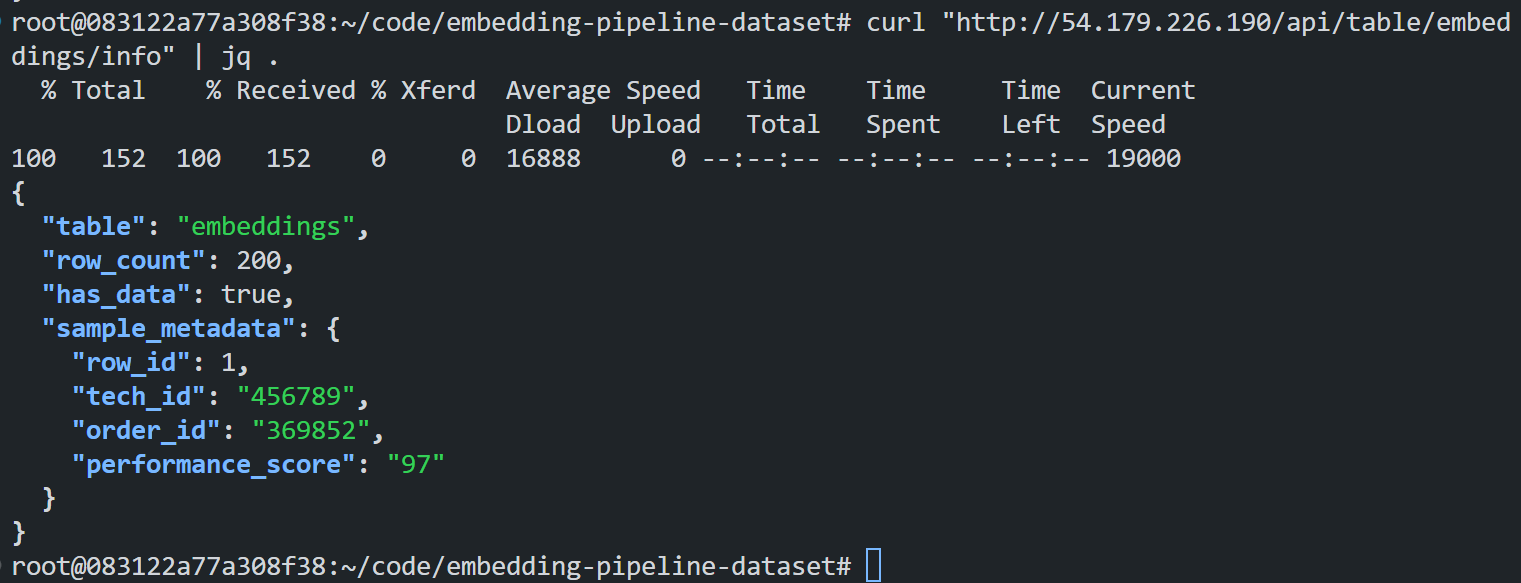 root@083122a77a308f38:~/code/embedding-pipeline-dataset# curl "http://54.179.226.190/api/table/embed
dings/info" | jq .
  % Total    % Received % Xferd  Average Speed   Time    Time     Time  Current
                                 Dload  Upload   Total   Spent    Left  Speed
100   152  100   152    0     0  16888      0 --:--:-- --:--:-- --:--:-- 19000
{
  "table": "embeddings",
  "row_count": 200,
  "has_data": true,
  "sample_metadata": {
    "row_id": 1,
    "tech_id": "456789",
    "order_id": "369852",
    "performance_score": "97"
  }
}
root@083122a77a308f38:~/code/embedding-pipeline-dataset#